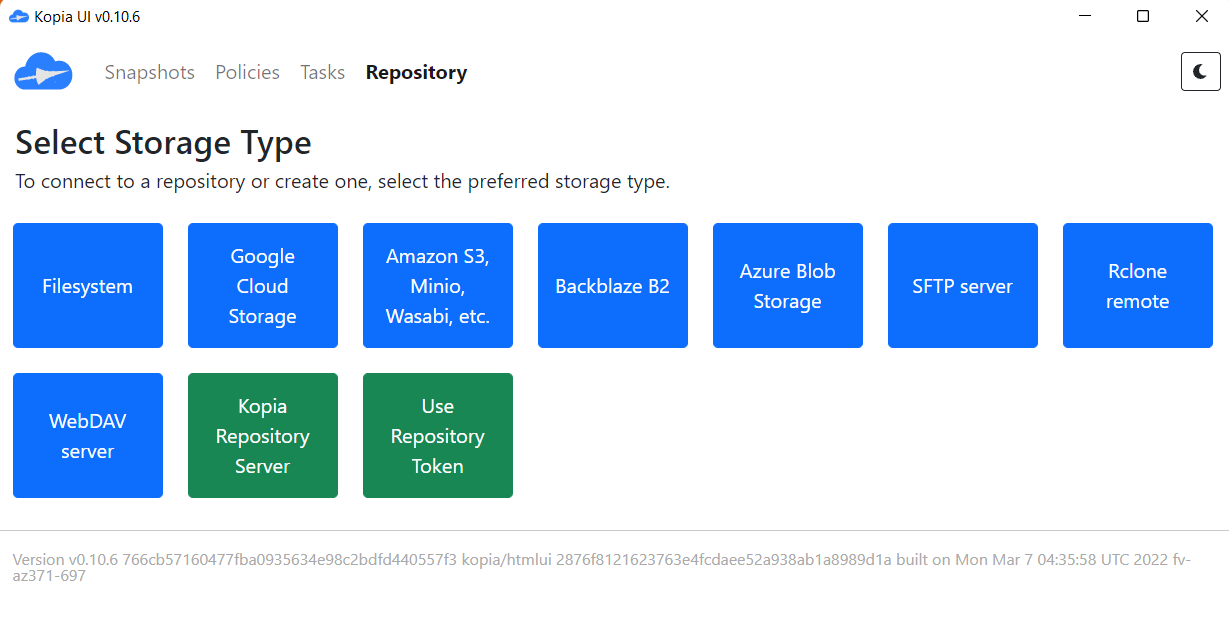 Kopia UI v0.10.6
Snapshots Policies Tasks Repository
Select Storage Type
To connect to a repository or create one, select the preferred storage type.
Filesystem
Google
Cloud
Storage
Amazon S3,
Minio,
Wasabi, etc.
Backblaze B2
Azure Blob
Storage
SFTP server
Rclone
remote
WebDAV
server
Kopia
Repository
Server
Use
Repository
Token
Version v0.10.6 766cb57160477fba0935634e98c2bdfd440557f3 kopia/htmlui 2876f8121623763e4fcdaee52a938ab1a8989d1a built on Mon Mar 7 04:35:58 UTC 2022 fv-
az371-697